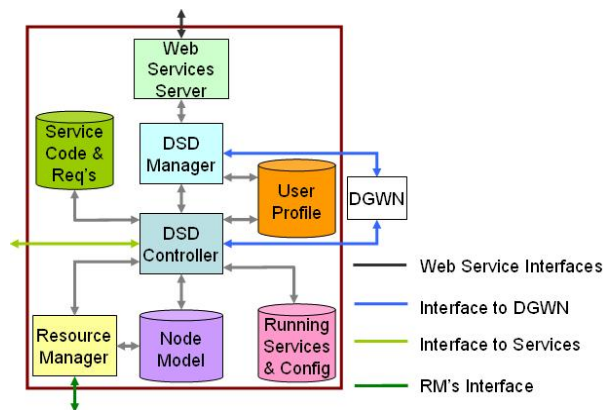 Web
Services
Server
Service
Code &
Req's
DSD
Manager
User
Profile
DGWN
DSD
Controller
Resource
Manager
Node
Model
Running
Services
& Config
Web Service Interfaces
Interface to DGWN
Interface to Services
RM's Interface